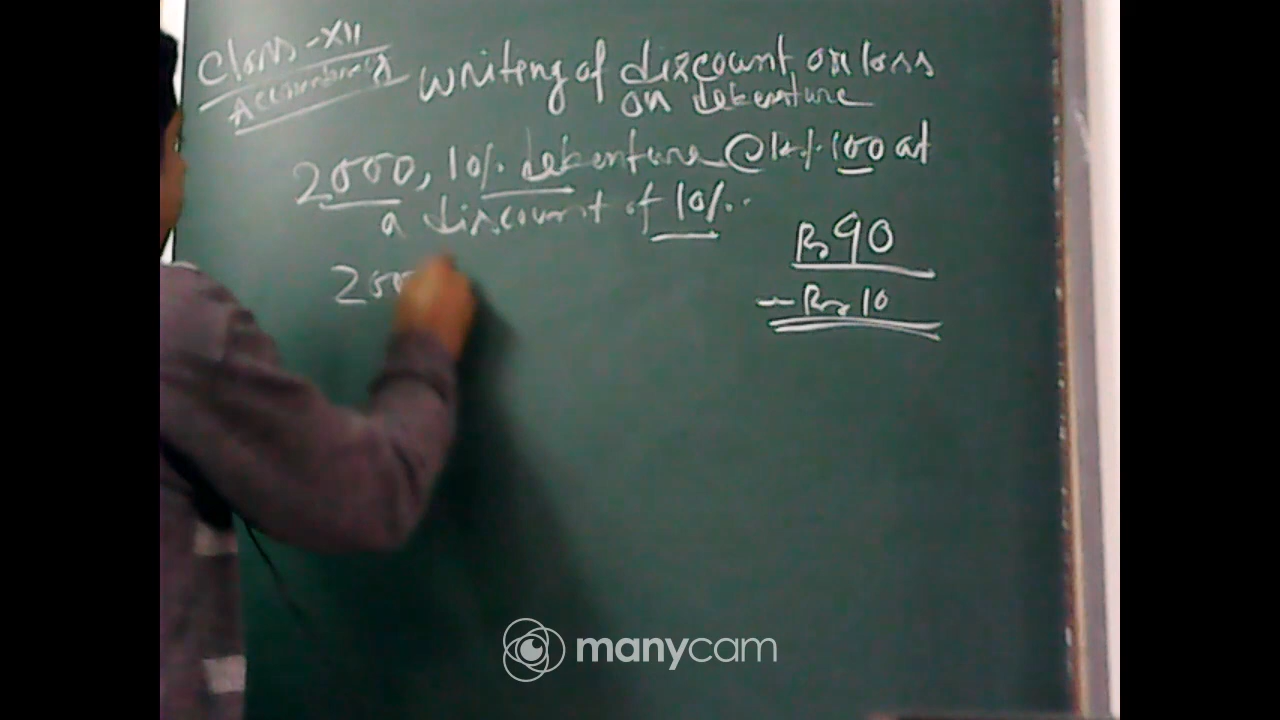 Class - XII
Accountancy
writing of discount on loss
on debenture
2000, 10% debenture @ 100 at
a discount of 10%.
Rs 90
- Rs 10
200
manycam